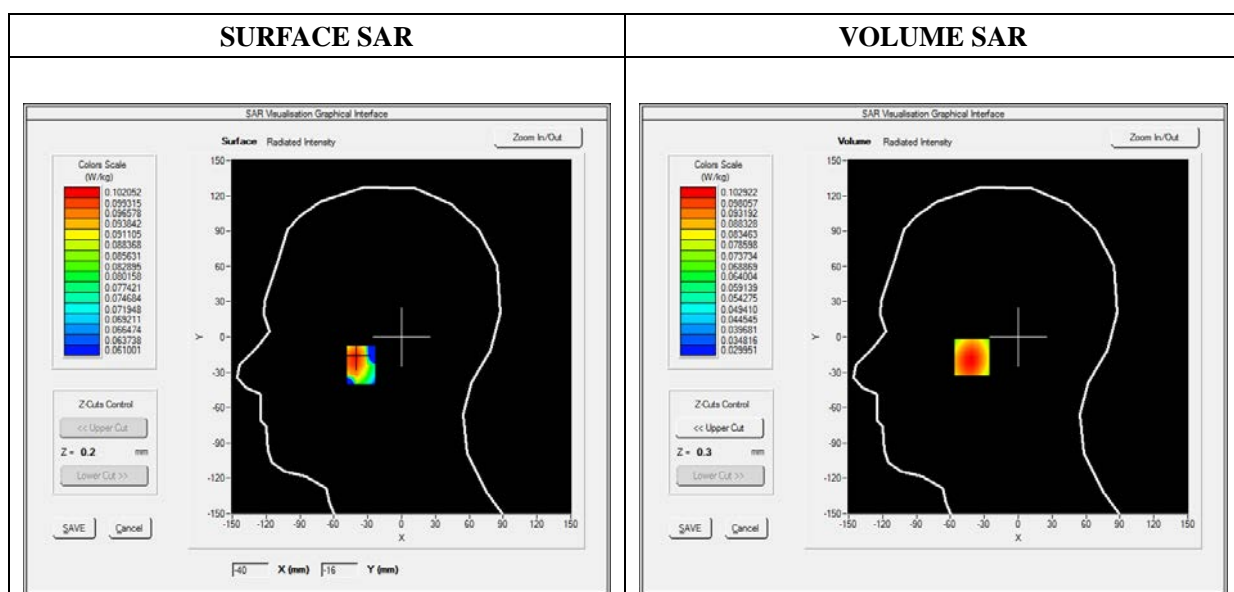 SURFACE SAR
VOLUME SAR
SAR Visualisation Graphical Interface
Surface Radiated Intensity
Zoom In/Out
Colors Scale
(W/kg)
0.102052
0.099315
0.096578
0.093842
0.091105
0.088368
0.085631
0.082895
0.080158
0.077421
0.074684
0.071948
0.069211
0.066474
0.063738
0.061001
Z-Cuts Control
<< Upper Cut
Z = 0.2 mm
Lower Cut >>
SAVE Cancel
150
120
90
60
30
Y 0
-30
-60
-90
-120
-150
-150 -120 -90 -60 -30 0 30 60 90 120 150
X
-40 X (mm) -16 Y (mm)
SAR Visualisation Graphical Interface
Volume Radiated Intensity
Zoom In/Out
Colors Scale
(W/kg)
0.102922
0.098057
0.093192
0.088328
0.083463
0.078598
0.073734
0.068869
0.064004
0.059139
0.054275
0.049410
0.044545
0.039681
0.034816
0.029951
Z-Cuts Control
<< Upper Cut
Z = 0.3 mm
Lower Cut >>
SAVE Cancel
150
120
90
60
30
Y 0
-30
-60
-90
-120
-150
-150 -120 -90 -60 -30 0 30 60 90 120 150
X